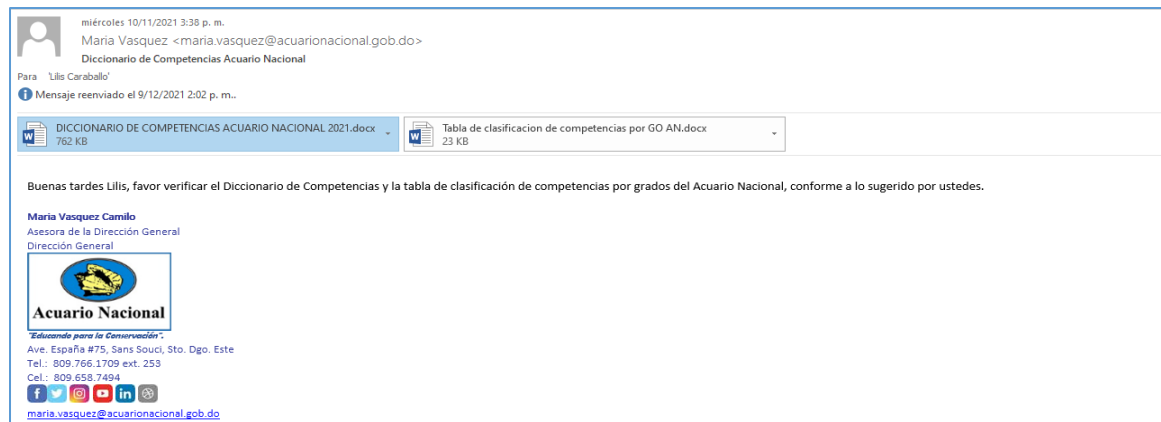 miércoles 10/11/2021 3:38 p. m.
Maria Vasquez <maria.vasquez@acuarionacional.gob.do>
Diccionario de Competencias Acuario Nacional
Para 'Lilis Caraballo'
Mensaje reenviado el 9/12/2021 2:02 p. m..
DICCIONARIO DE COMPETENCIAS ACUARIO NACIONAL 2021.docx
762 KB
Tabla de clasificacion de competencias por GO AN.docx
23 KB
Buenas tardes Lilis, favor verificar el Diccionario de Competencias y la tabla de clasificación de competencias por grados del Acuario Nacional, conforme a lo sugerido por ustedes.
Maria Vasquez Camilo
Asesora de la Dirección General
Dirección General
Acuario Nacional
"Educando para la Conservación".
Ave. España #75, Sans Souci, Sto. Dgo. Este
Tel.: 809.766.1709 ext. 253
Cel.: 809.658.7494
maria.vasquez@acuarionacional.gob.do